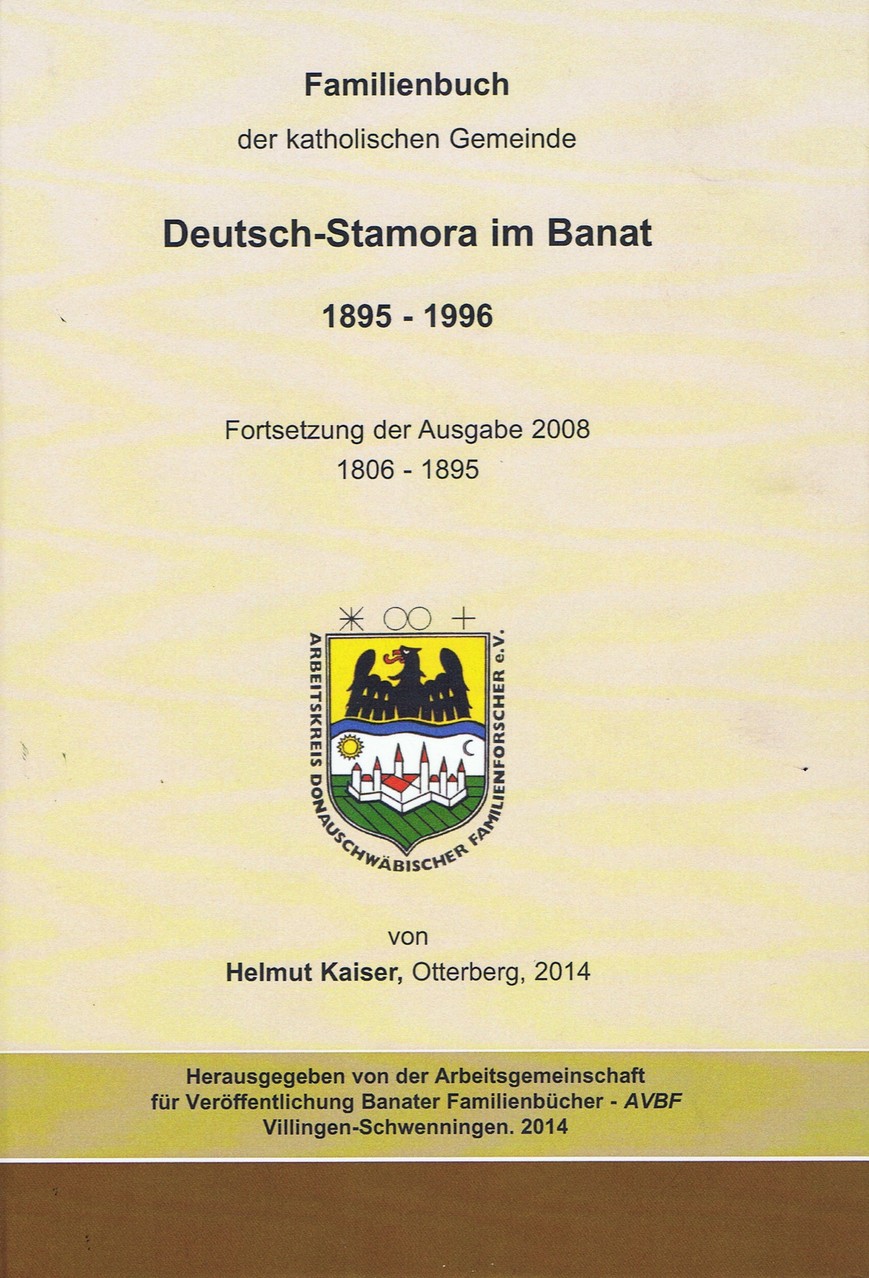 Familienbuch
der katholischen Gemeinde
Deutsch-Stamora im Banat
1895 - 1996
Fortsetzung der Ausgabe 2008
1806 - 1895
ARBEITSKREIS DONAUSCHWÄBISCHER FAMILIENFORSCHER e.V.
von
Helmut Kaiser, Otterberg, 2014
Herausgegeben von der Arbeitsgemeinschaft
für Veröffentlichung Banater Familienbücher - AVBF
Villingen-Schwenningen. 2014